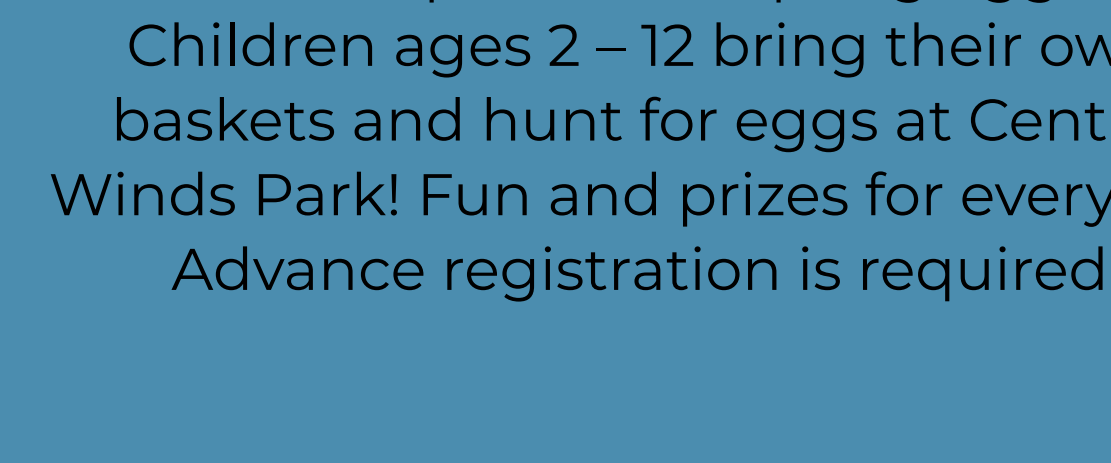 Children ages 2 – 12 bring their ow
baskets and hunt for eggs at Cent
Winds Park! Fun and prizes for every
Advance registration is required